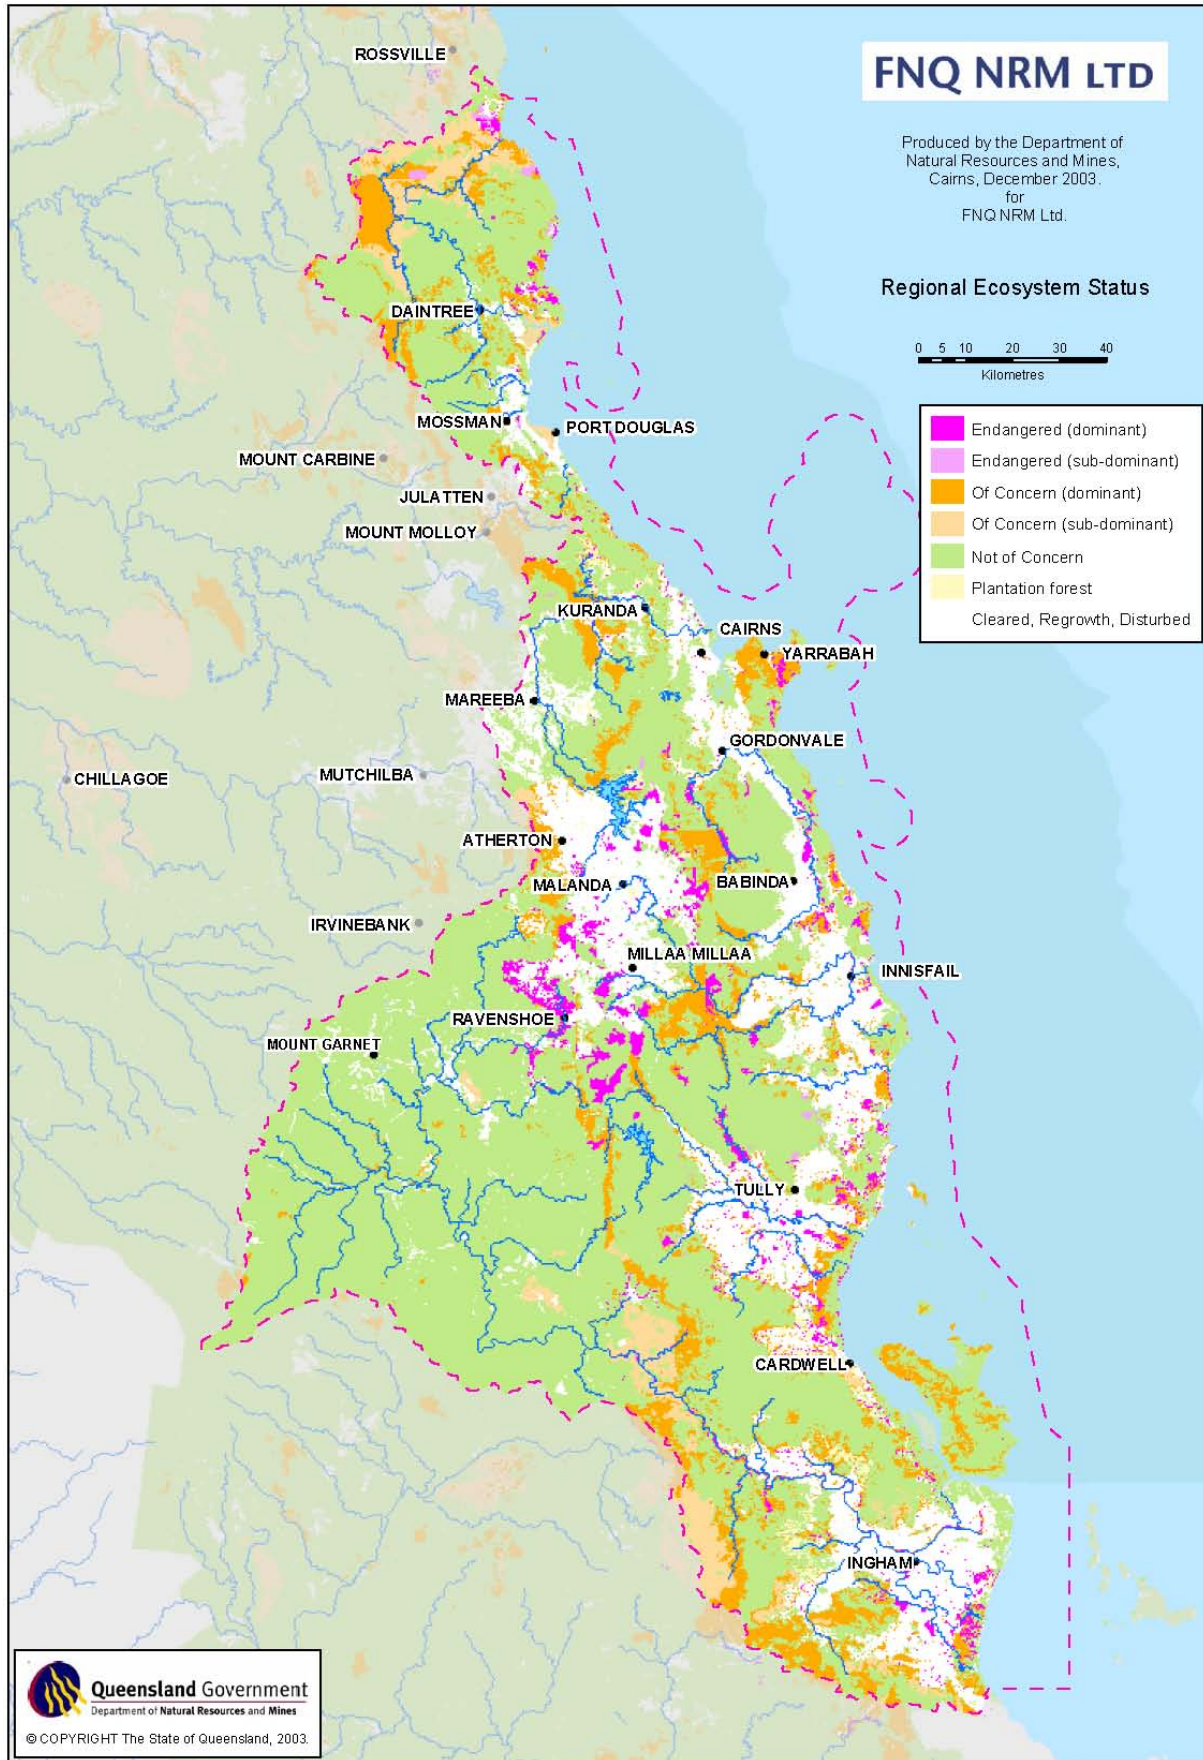 FNQ NRM LTD
Produced by the Department of
Natural Resources and Mines,
Cairns, December 2003.
for
FNQ NRM Ltd.
Regional Ecosystem Status
0 5 10 20 30 40
Kilometres
Endangered (dominant)
Endangered (sub-dominant)
Of Concern (dominant)
Of Concern (sub-dominant)
Not of Concern
Plantation forest
Cleared, Regrowth, Disturbed
ROSSVILLE
DAINTREE
MOSSMAN
PORT DOUGLAS
MOUNT CARBINE
JULATTEN
MOUNT MOLLOY
KURANDA
CAIRNS
YARRABAH
MAREEBA
GORDONVALE
CHILLAGOE
MUTCHILBA
ATHERTON
MALANDA
BABINDA
IRVINEBANK
MILLAA MILLAA
INNISFAIL
RAVENSHOE
MOUNT GARNET
TULLY
CARDWELL
INGHAM
Queensland Government
Department of Natural Resources and Mines
© COPYRIGHT The State of Queensland, 2003.